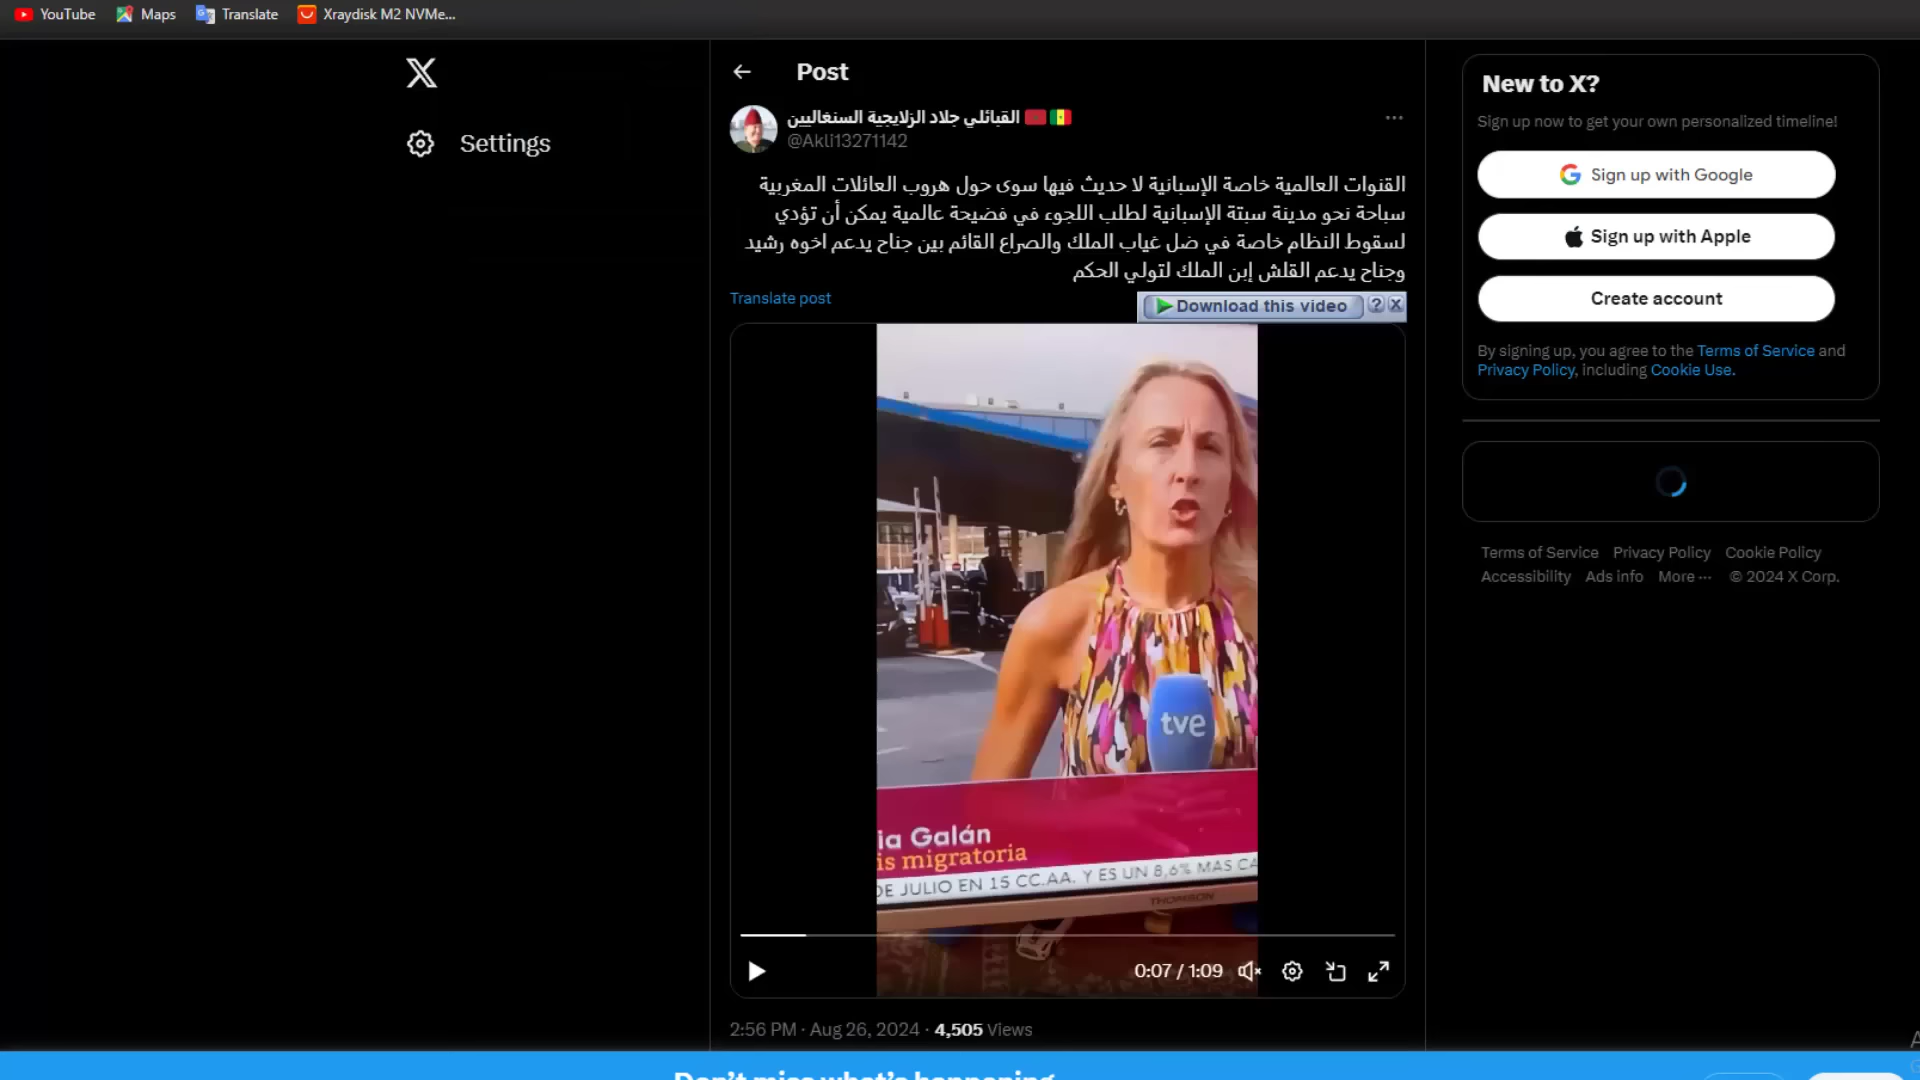 YouTube
Maps
Translate
Xraydisk M2 NVMe...
Settings
Post
القبائلي جلاد الزلايجية السنغاليين
@Akli13271142
القنوات العالمية خاصة الإسبانية لا حديث فيها سوى حول هروب العائلات المغربية
سباحة نحو مدينة سبتة الإسبانية لطلب اللجوء في فضيحة عالمية يمكن أن تؤدي
لسقوط النظام خاصة في ضل غياب الملك والصراع القائم بين جناح يدعم اخوه رشيد
وجناح يدعم القلش إبن الملك لتولي الحكم
Translate post
Download this video
tve
ia Galán
is migratoria
DE JULIO EN 15 CC.AA. Y ES UN 8,6% MAS CA
THOMSON
0:07 / 1:09
2:56 PM · Aug 26, 2024 · 4,505 Views
New to X?
Sign up now to get your own personalized timeline!
Sign up with Google
Sign up with Apple
Create account
By signing up, you agree to the Terms of Service and
Privacy Policy, including Cookie Use.
Terms of Service Privacy Policy Cookie Policy
Accessibility Ads info More ··· © 2024 X Corp.
Don't miss what's happening